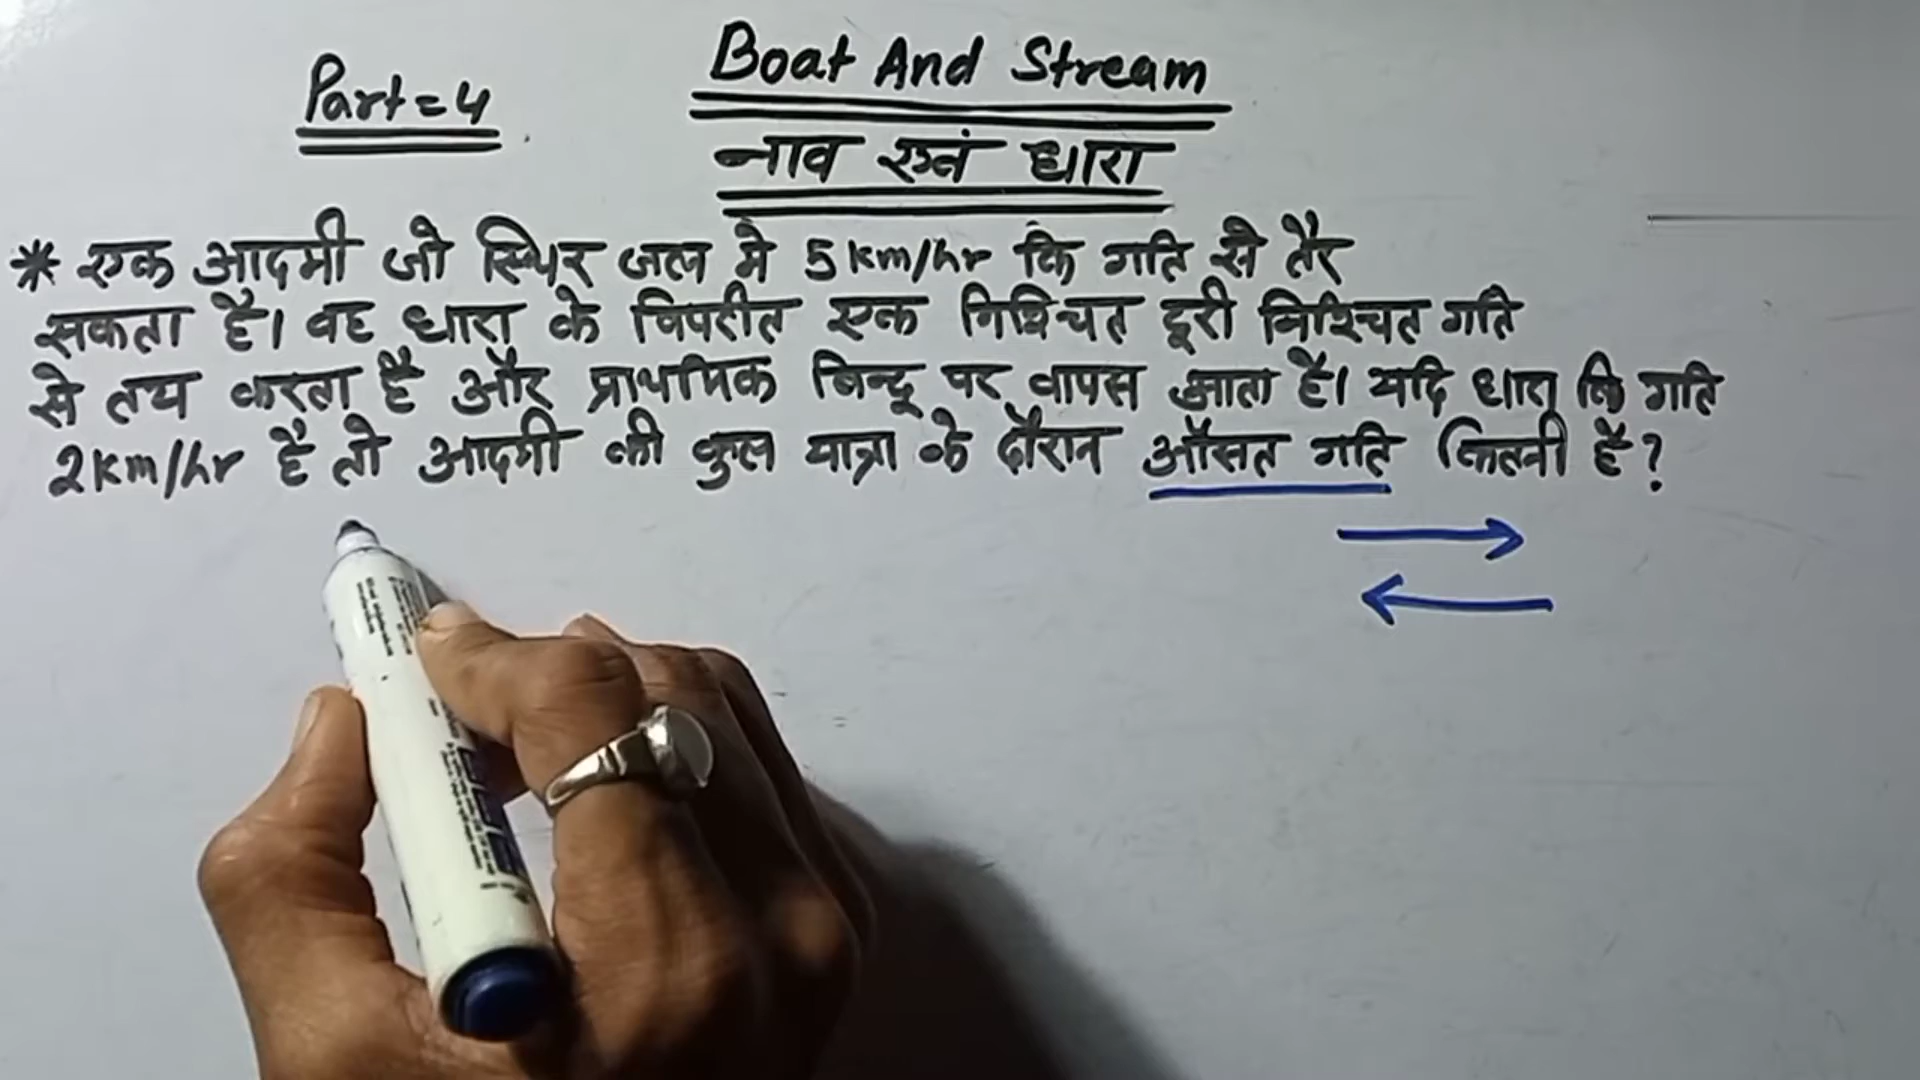 Part=4
Boat And Stream
नाव एवं धारा
* एक आदमी जो स्थिर जल मे 5 km/hr कि गति से तैर
सकता है। वह धारा के विपरीत एक निश्चित दूरी निश्चित गति
से तय करता है और प्राथमिक बिन्दू पर वापस आता है। यदि धारा कि गति
2 km/hr है तो आदमी की कुल यात्रा के दौरान औसत गति कितनी है?